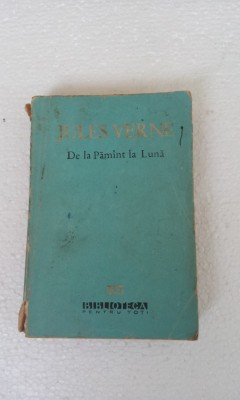 JULES VERNE
De la Pămînt la Lună
BIBLIOTECA
PENTRU TOȚI